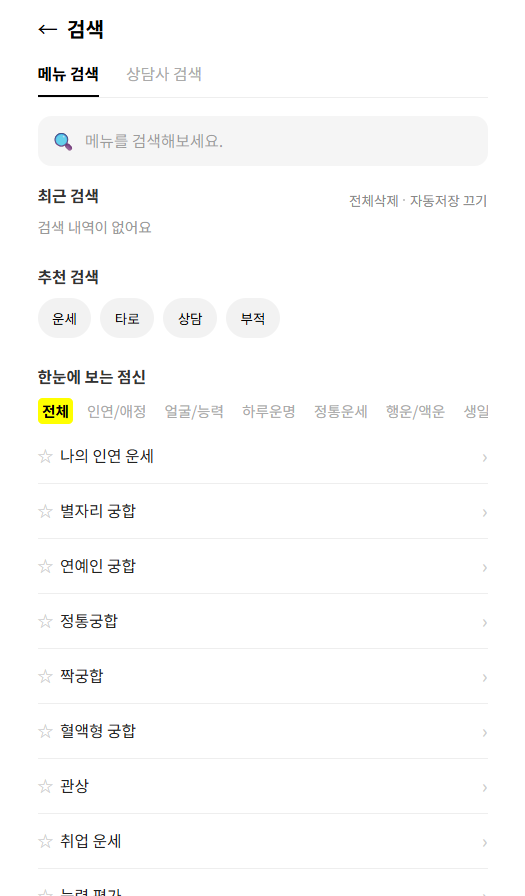 ← 검색
메뉴 검색 상담사 검색
메뉴를 검색해보세요.
최근 검색 전체삭제 · 자동저장 끄기
검색 내역이 없어요
추천 검색
운세 타로 상담 부적
한눈에 보는 점신
전체 인연/애정 얼굴/능력 하루운명 정통운세 행운/액운 생일
☆ 나의 인연 운세 ›
☆ 별자리 궁합 ›
☆ 연예인 궁합 ›
☆ 정통궁합 ›
☆ 짝궁합 ›
☆ 혈액형 궁합 ›
☆ 관상 ›
☆ 취업 운세 ›
☆ 능력 평가 ›